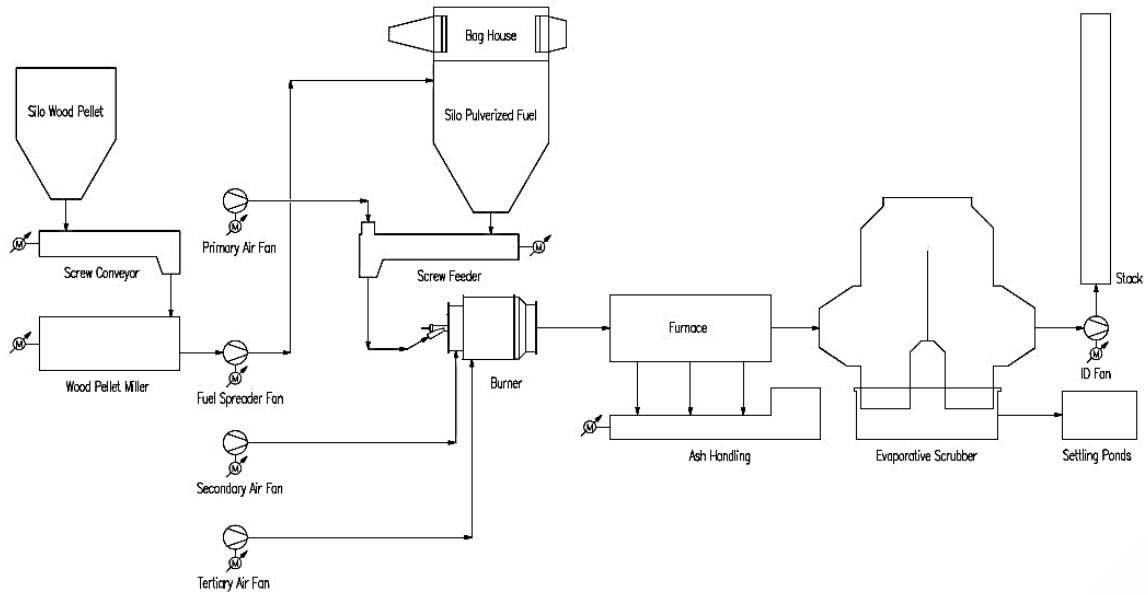 Bag House
Silo Wood Pellet
Silo Pulverized Fuel
M
Primary Air Fan
M
Screw Conveyor
M
Screw Feeder
Stack
Furnace
M
Wood Pellet Miller
M
Fuel Spreader Fan
Burner
M
ID Fan
M
Ash Handling
Evaporative Scrubber
Settling Ponds
M
Secondary Air Fan
M
Tertiary Air Fan